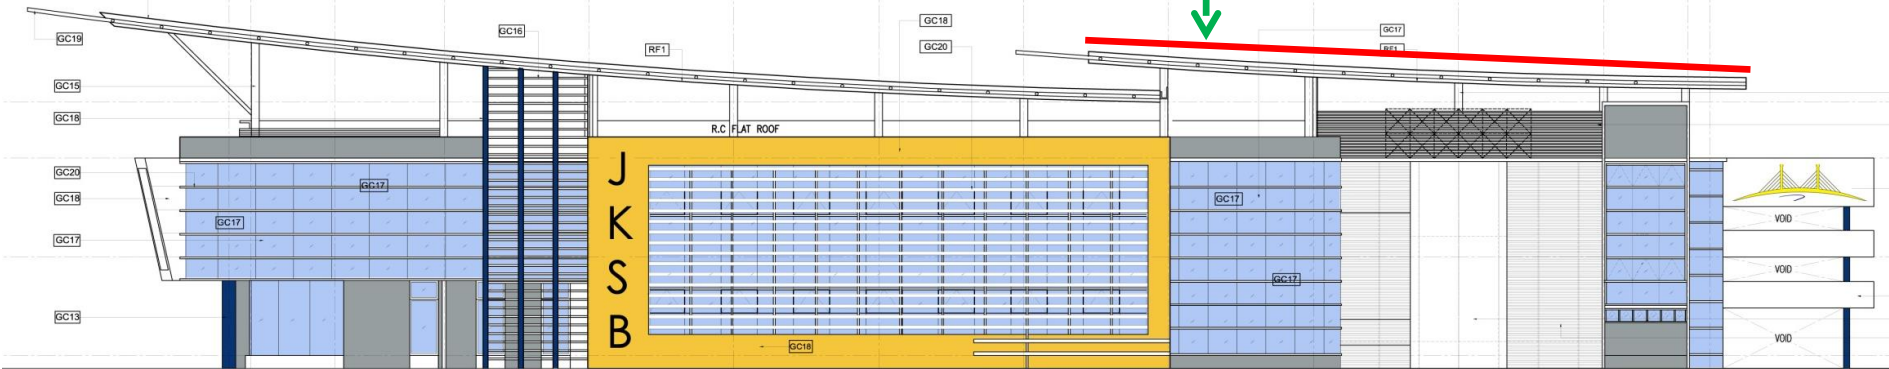 GC19
GC16
RF1
GC18
GC20
GC17
RF1
GC15
GC18
R.C FLAT ROOF
GC20
GC18
GC17
GC13
GC17
GC17
J
K
S
B
GC18
GC17
GC17
VOID
VOID
VOID